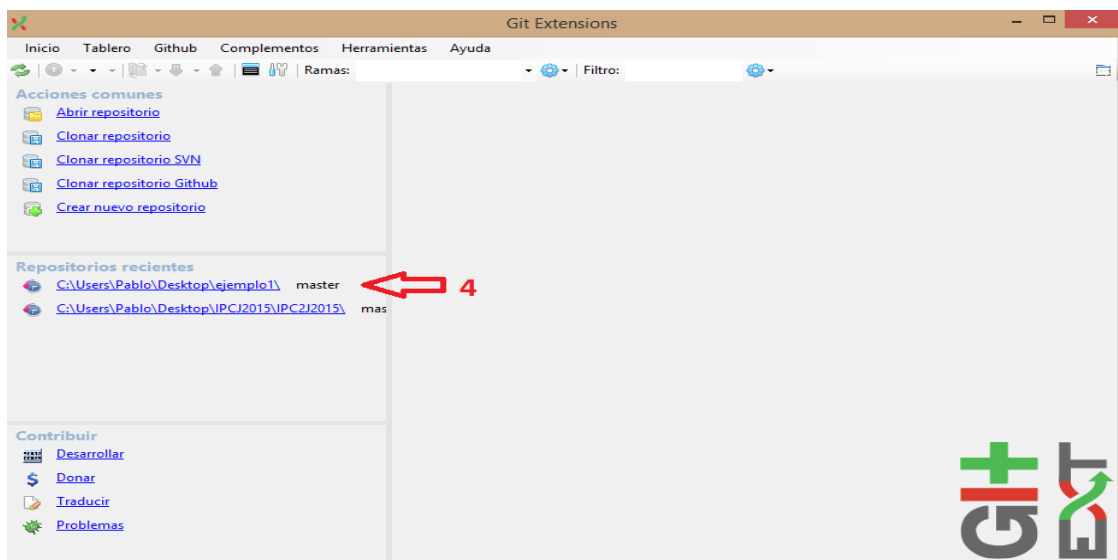 Git Extensions
Inicio Tablero Github Complementos Herramientas Ayuda
Ramas: Filtro:
Acciones comunes
Abrir repositorio
Clonar repositorio
Clonar repositorio SVN
Clonar repositorio Github
Crear nuevo repositorio
Repositorios recientes
C:\Users\Pablo\Desktop\ejemplo1\ master 4
C:\Users\Pablo\Desktop\IPCJ2015\IPC2J2015\ mas
Contribuir
Desarrollar
$ Donar
Traducir
Problemas
GIt
EXT